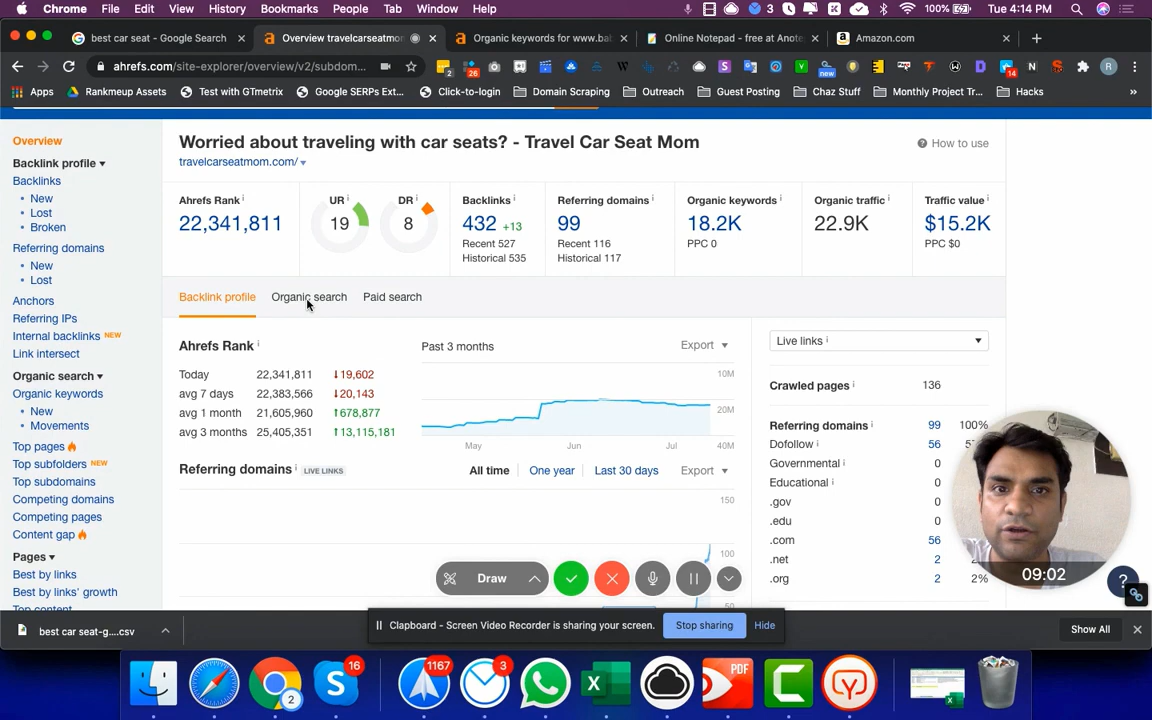 Chrome File Edit View History Bookmarks People Tab Window Help 3 100% Tue 4:14 PM
best car seat - Google Search Overview travelcarseatmom Organic keywords for www.bab Online Notepad - free at Anote Amazon.com
ahrefs.com/site-explorer/overview/v2/subdom... 2 26 new 14 R
Apps Rankmeup Assets Test with GTmetrix Google SERPs Ext... Click-to-login Domain Scraping Outreach Guest Posting Chaz Stuff Monthly Project Tr... Hacks »
Overview
Backlink profile
Backlinks
New
Lost
Broken
Referring domains
New
Lost
Anchors
Referring IPs
Internal backlinks NEW
Link intersect
Organic search
Organic keywords
New
Movements
Top pages
Top subfolders NEW
Top subdomains
Competing domains
Competing pages
Content gap
Pages
Best by links
Best by links' growth
Top content
Worried about traveling with car seats? - Travel Car Seat Mom
travelcarseatmom.com/
? How to use
Ahrefs Rank i
22,341,811
UR i
19
DR i
8
Backlinks i
432 +13
Recent 527
Historical 535
Referring domains i
99
Recent 116
Historical 117
Organic keywords i
18.2K
PPC 0
Organic traffic i
22.9K
Traffic value i
$15.2K
PPC $0
Backlink profile Organic search Paid search
Ahrefs Rank i
Today 22,341,811 ↓19,602
avg 7 days 22,383,566 ↓20,143
avg 1 month 21,605,960 ↑678,877
avg 3 months 25,405,351 ↑13,115,181
Past 3 months Export
10M
20M
40M
May Jun Jul
Referring domains i LIVE LINKS All time One year Last 30 days Export
150
100
50
Live links i
Crawled pages i 136
Referring domains 99 100%
Dofollow i 56
Governmental i 0
Educational i 0
.gov 0
.edu 0
.com 56
.net 2
.org 2 2%
09:02
?
Draw
Clapboard - Screen Video Recorder is sharing your screen. Stop sharing Hide
best car seat-g....csv
Show All
2 16 1167 3 PDF